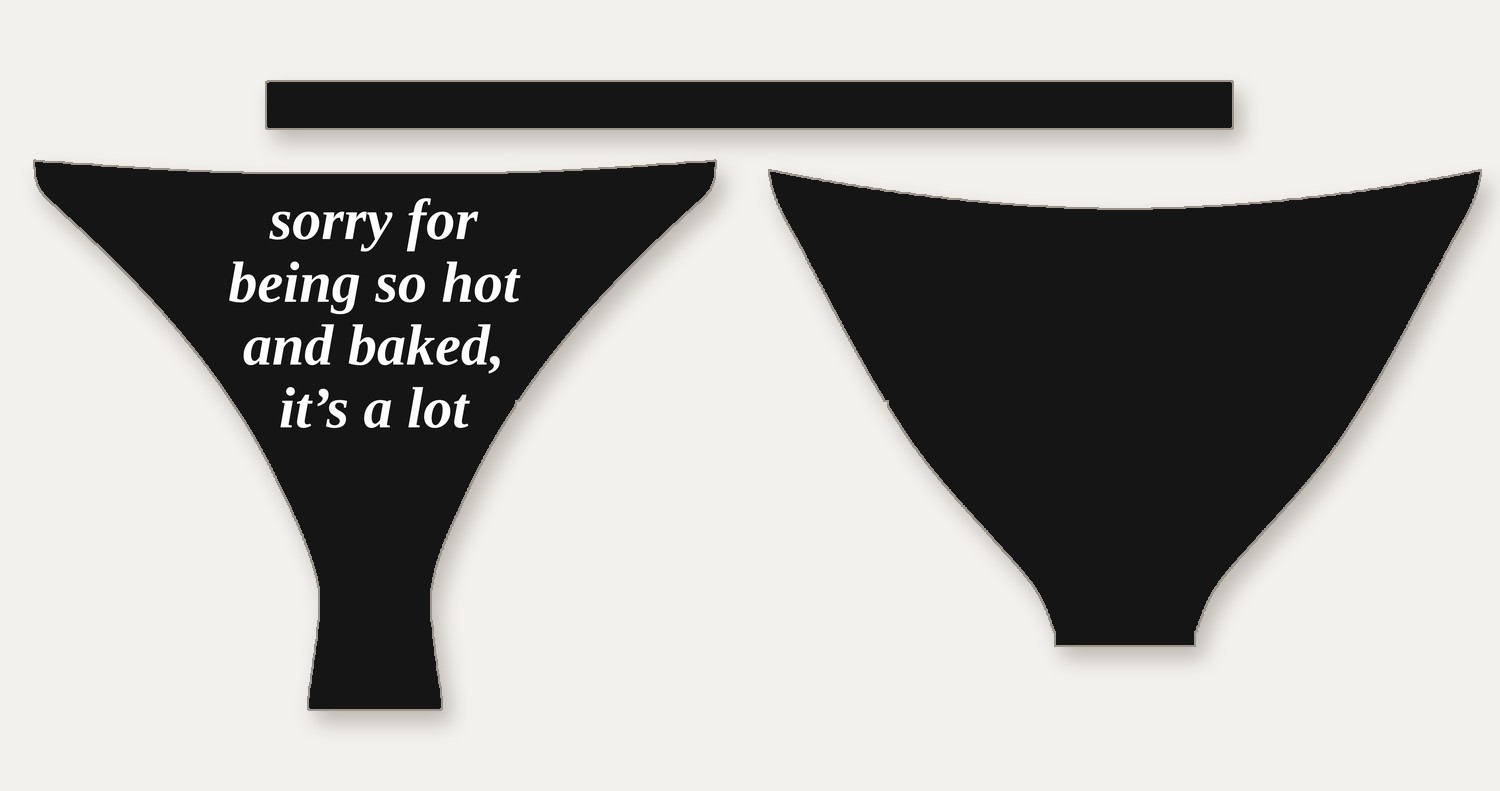 sorry for
being so hot
and baked,
it’s a lot